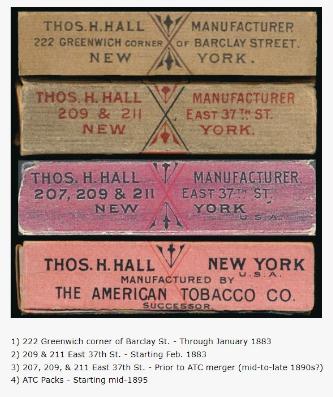 THOS. H. HALL MANUFACTURER
222 GREENWICH CORNER OF BARCLAY STREET.
NEW YORK.
THOS. H. HALL MANUFACTURER
209 & 211 EAST 37TH ST.
NEW YORK.
THOS. H. HALL MANUFACTURER.
207, 209 & 211 EAST 37TH ST.
NEW YORK
U.S.A.
THOS. H. HALL NEW YORK
U.S.A.
MANUFACTURED BY
THE AMERICAN TOBACCO CO.
SUCCESSOR.
1) 222 Greenwich corner of Barclay St. - Through January 1883
2) 209 & 211 East 37th St. - Starting Feb. 1883
3) 207, 209, & 211 East 37th St. - Prior to ATC merger (mid-to-late 1890s?)
4) ATC Packs - Starting mid-1895